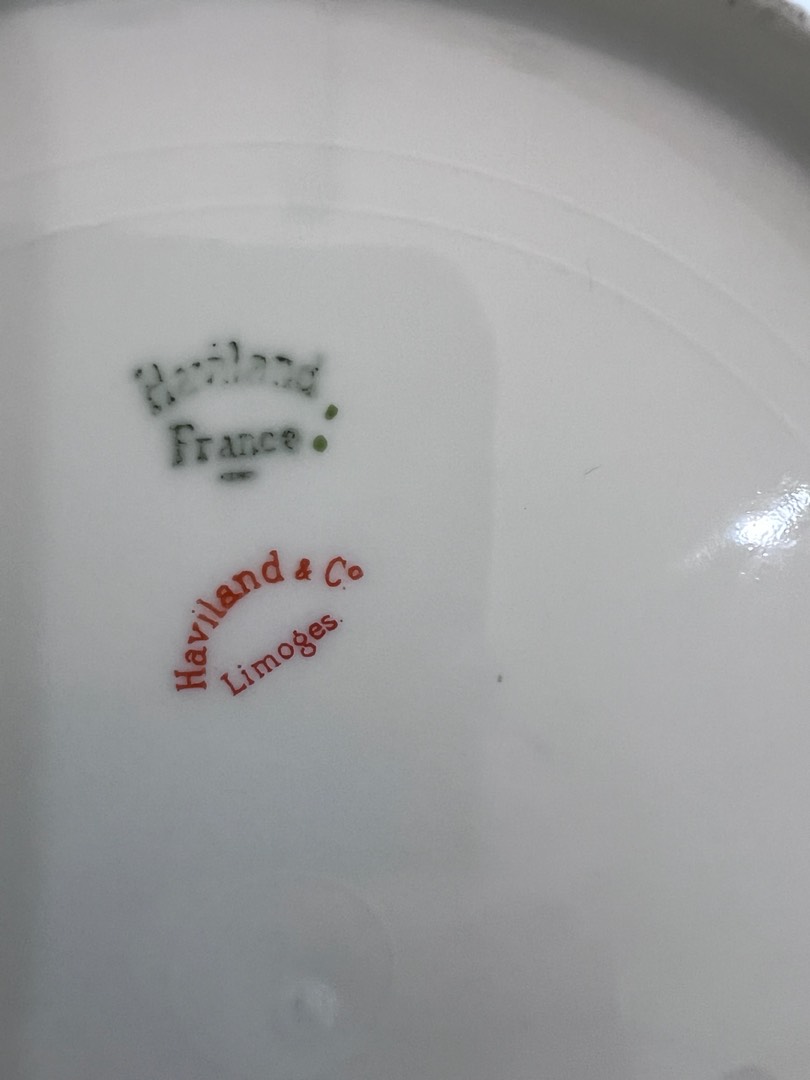 Haviland
France
Haviland & Co
Limoges.